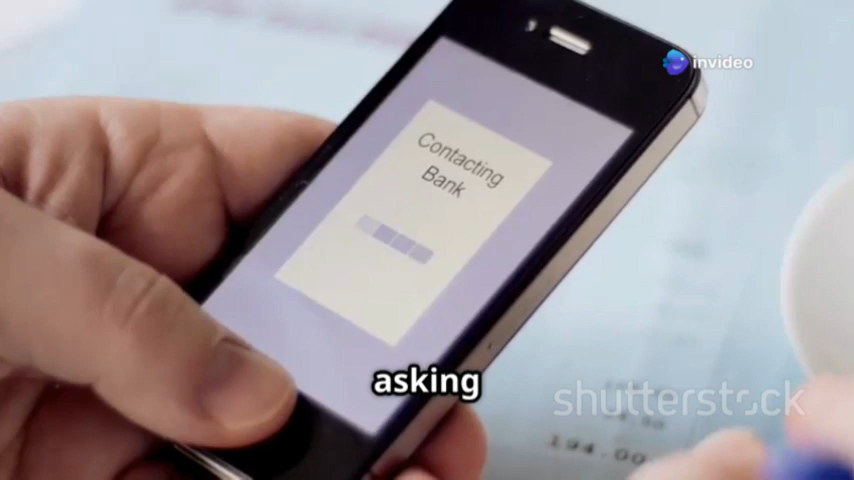 invideo
Contacting
Bank
asking
shutterstock
194.00